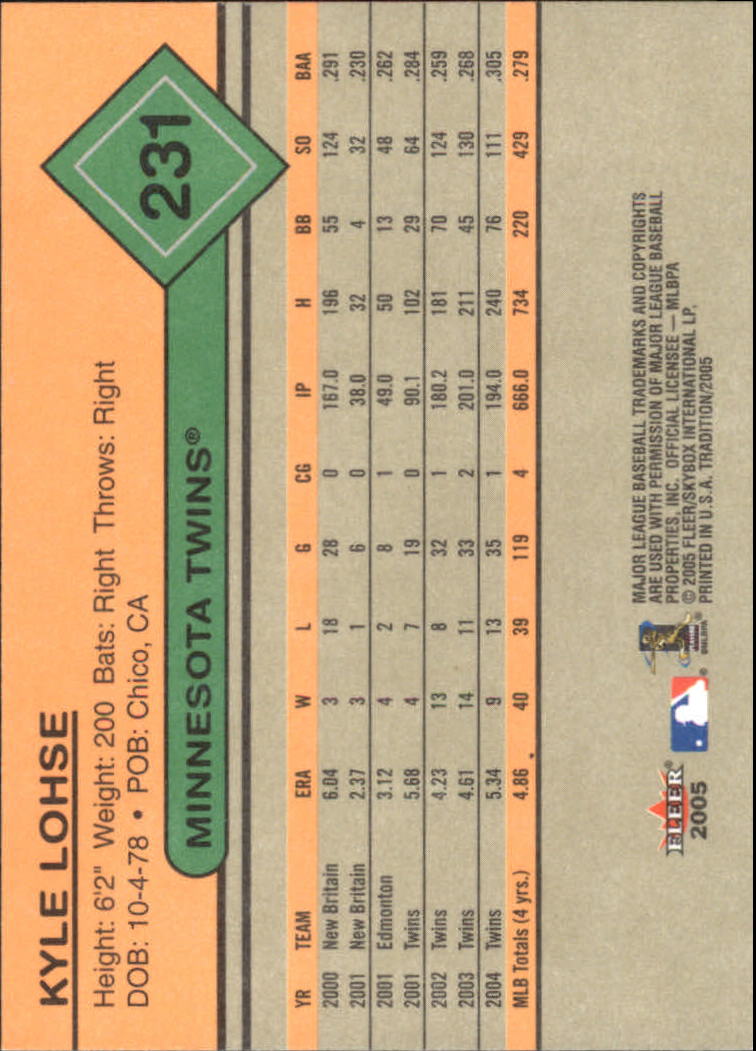 KYLE LOHSE
Height: 6'2" Weight: 200 Bats: Right Throws: Right
DOB: 10-4-78 • POB: Chico, CA
231
MINNESOTA TWINS®
YR TEAM ERA W L G CG IP H BB SO BAA
2000 New Britain 6.04 3 18 28 0 167.0 196 55 124 .291
2001 New Britain 2.37 3 1 6 0 38.0 32 4 32 .230
2001 Edmonton 3.12 4 2 8 1 49.0 50 13 48 .262
2001 Twins 5.68 4 7 19 0 90.1 102 29 64 .284
2002 Twins 4.23 13 8 32 1 180.2 181 70 124 .259
2003 Twins 4.61 14 11 33 2 201.0 211 45 130 .268
2004 Twins 5.34 9 13 35 1 194.0 240 76 111 .305
MLB Totals (4 yrs.) 4.86 40 39 119 4 666.0 734 220 429 .279
FLEER®
2005
®
©MLBPA
MAJOR LEAGUE BASEBALL TRADEMARKS AND COPYRIGHTS
ARE USED WITH PERMISSION OF MAJOR LEAGUE BASEBALL
PROPERTIES, INC. OFFICIAL LICENSEE — MLBPA
© 2005 FLEER/SKYBOX INTERNATIONAL LP.
PRINTED IN U.S.A. TRADITION/2005